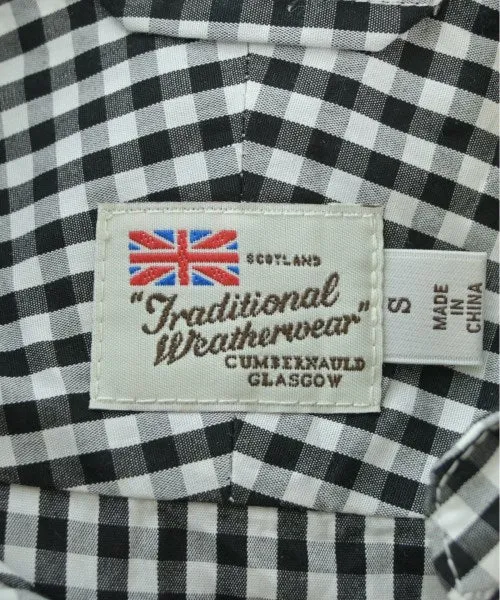 SCOTLAND
"Traditional
Weatherwear"
CUMBERNAULD
GLASGOW
S
MADE
IN
CHINA